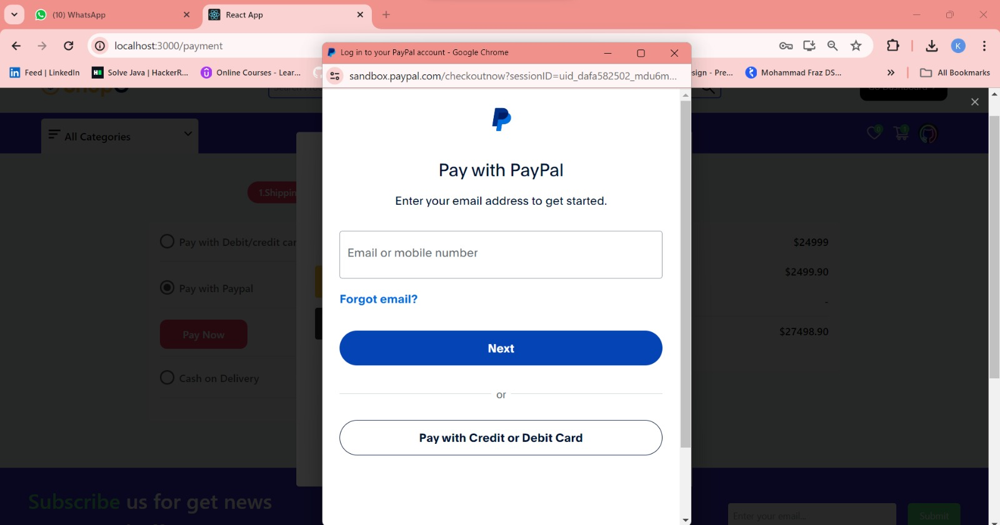 (10) WhatsApp
React App
localhost:3000/payment
K
Feed | LinkedIn
Solve Java | HackerR...
Online Courses - Lear...
sign - Pre...
Mohammad Fraz DS...
»
All Bookmarks
Log in to your PayPal account - Google Chrome
sandbox.paypal.com/checkoutnow?sessionID=uid_dafa582502_mdu6m...
All Categories
0
1
Pay with PayPal
Enter your email address to get started.
1.Shippin
Pay with Debit/credit car
$24999
Email or mobile number
$2499.90
Pay with Paypal
Forgot email?
-
Pay Now
$27498.90
Next
Cash on Delivery
or
Pay with Credit or Debit Card
Subscribe us for get news
Enter your email...
Submit